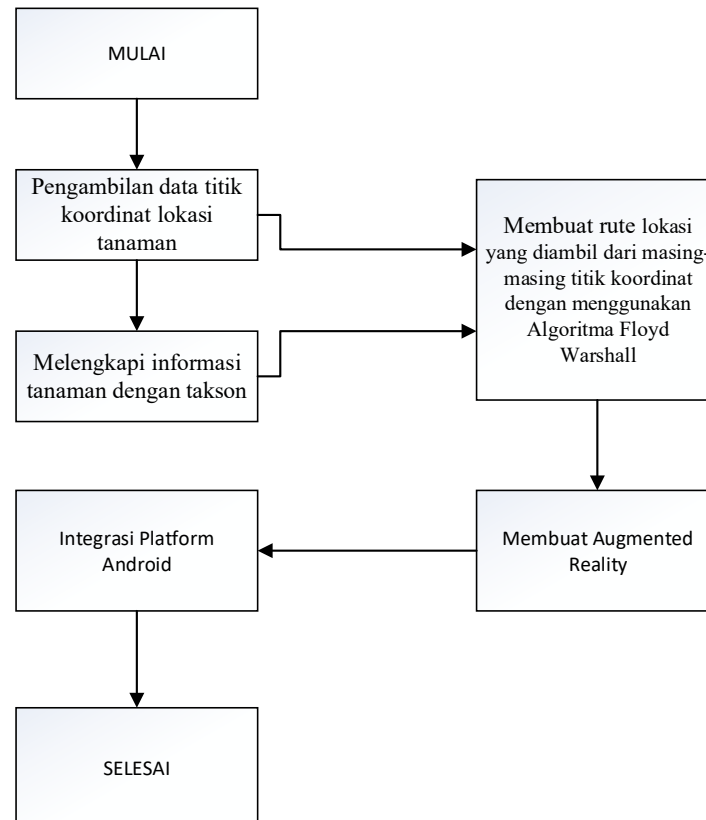 MULAI
Pengambilan data titik
koordinat lokasi
tanaman
Melengkapi informasi
tanaman dengan takson
Membuat rute lokasi
yang diambil dari masing-
masing titik koordinat
dengan menggunakan
Algoritma Floyd
Warshall
Membuat Augmented
Reality
Integrasi Platform
Android
SELESAI